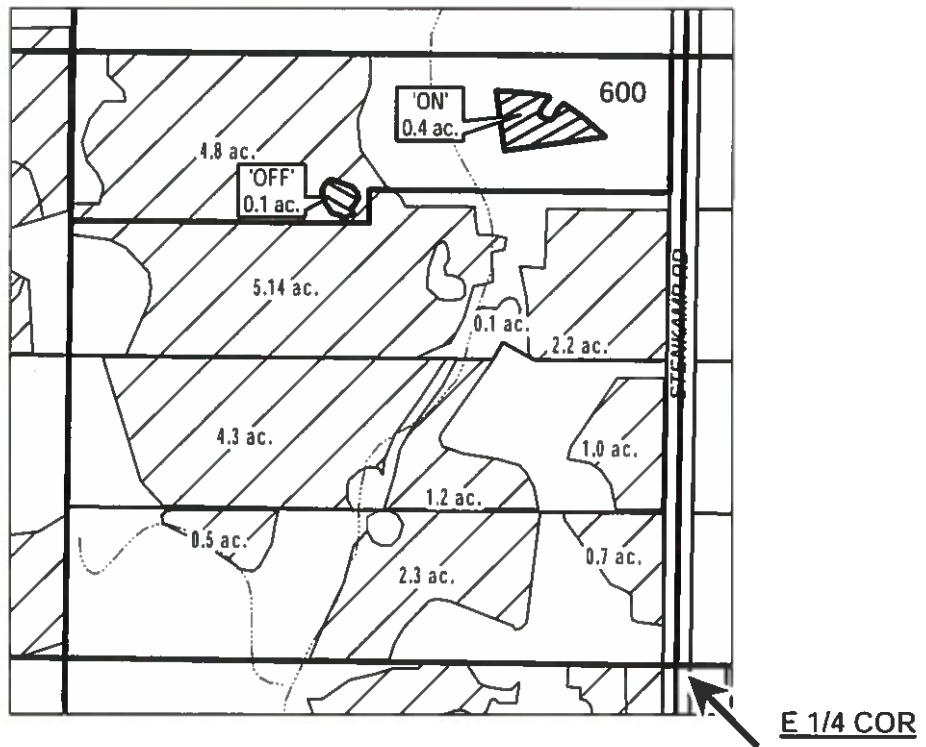 'ON'
0.4 ac.
600
4.8 ac.
'OFF'
0.1 ac.
5.14 ac.
0.1 ac.
2.2 ac.
STENKAMP RD
4.3 ac.
1.0 ac.
1.2 ac.
0.5 ac.
0.7 ac.
2.3 ac.
E 1/4 COR